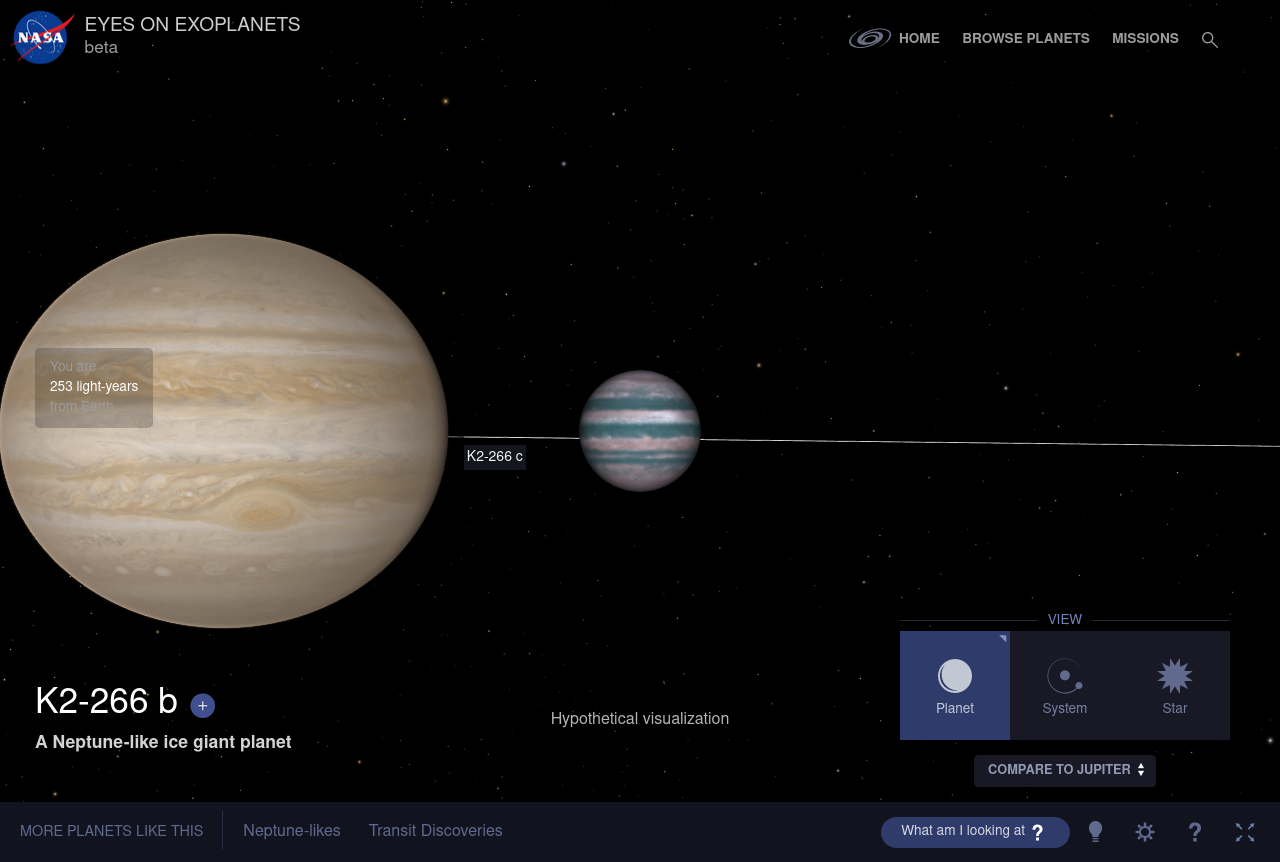 NASA
EYES ON EXOPLANETS
beta
HOME
BROWSE PLANETS
MISSIONS
You are
253 light-years
from Earth
K2-266 c
VIEW
Planet
System
Star
K2-266 b +
A Neptune-like ice giant planet
Hypothetical visualization
COMPARE TO JUPITER
MORE PLANETS LIKE THIS
Neptune-likes
Transit Discoveries
What am I looking at ?
?